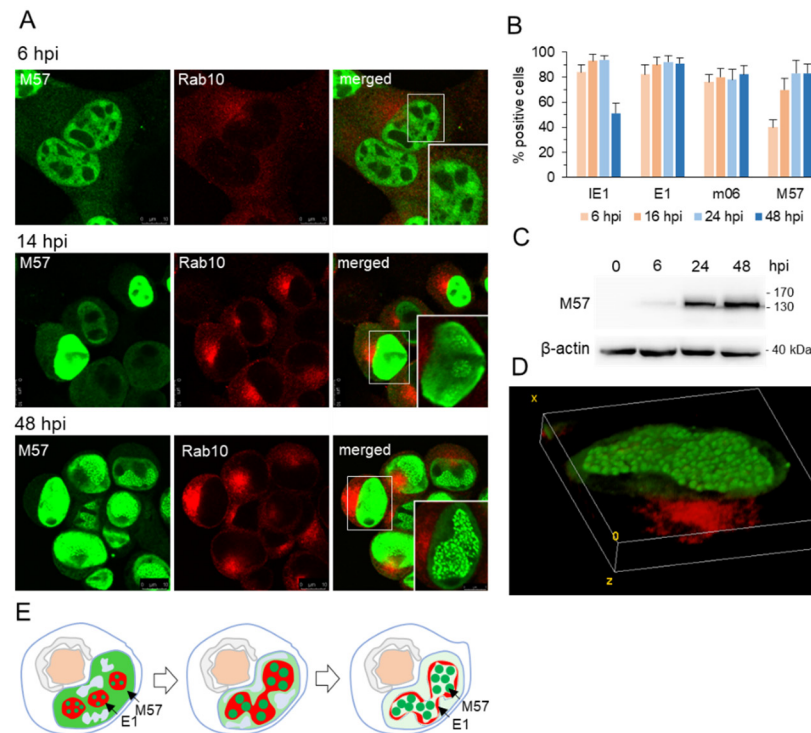 A
6 hpi
M57
Rab10
merged
14 hpi
M57
Rab10
merged
48 hpi
M57
Rab10
merged
B
% positive cells
100
80
60
40
20
0
IE1 E1 m06 M57
6 hpi 16 hpi 24 hpi 48 hpi
C
0 6 24 48 hpi
M57
- 170
- 130
β-actin
- 40 kDa
D
x
0
z
E
M57
E1
M57
E1